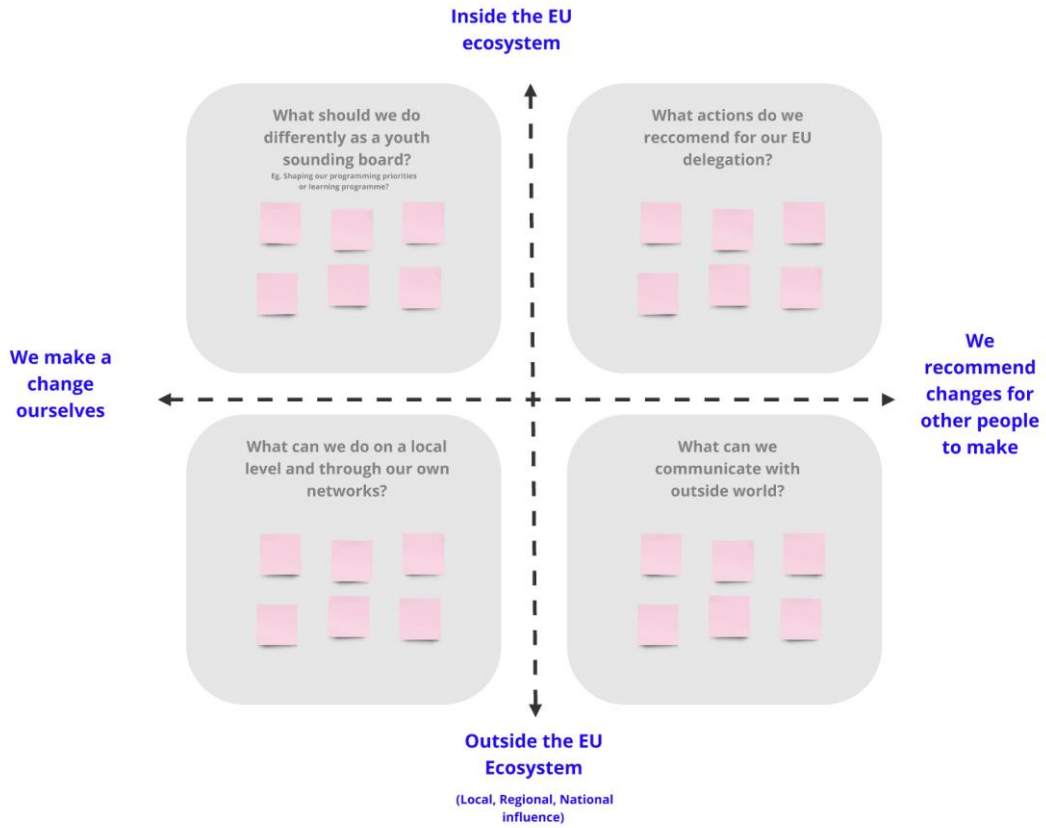 Inside the EU
ecosystem
What should we do
differently as a youth
sounding board?
Eg. Shaping our programming priorities
or learning programme?
What actions do we
reccomend for our EU
delegation?
We make a
change
ourselves
We
recommend
changes for
other people
to make
What can we do on a local
level and through our own
networks?
What can we
communicate with
outside world?
Outside the EU
Ecosystem
(Local, Regional, National
influence)